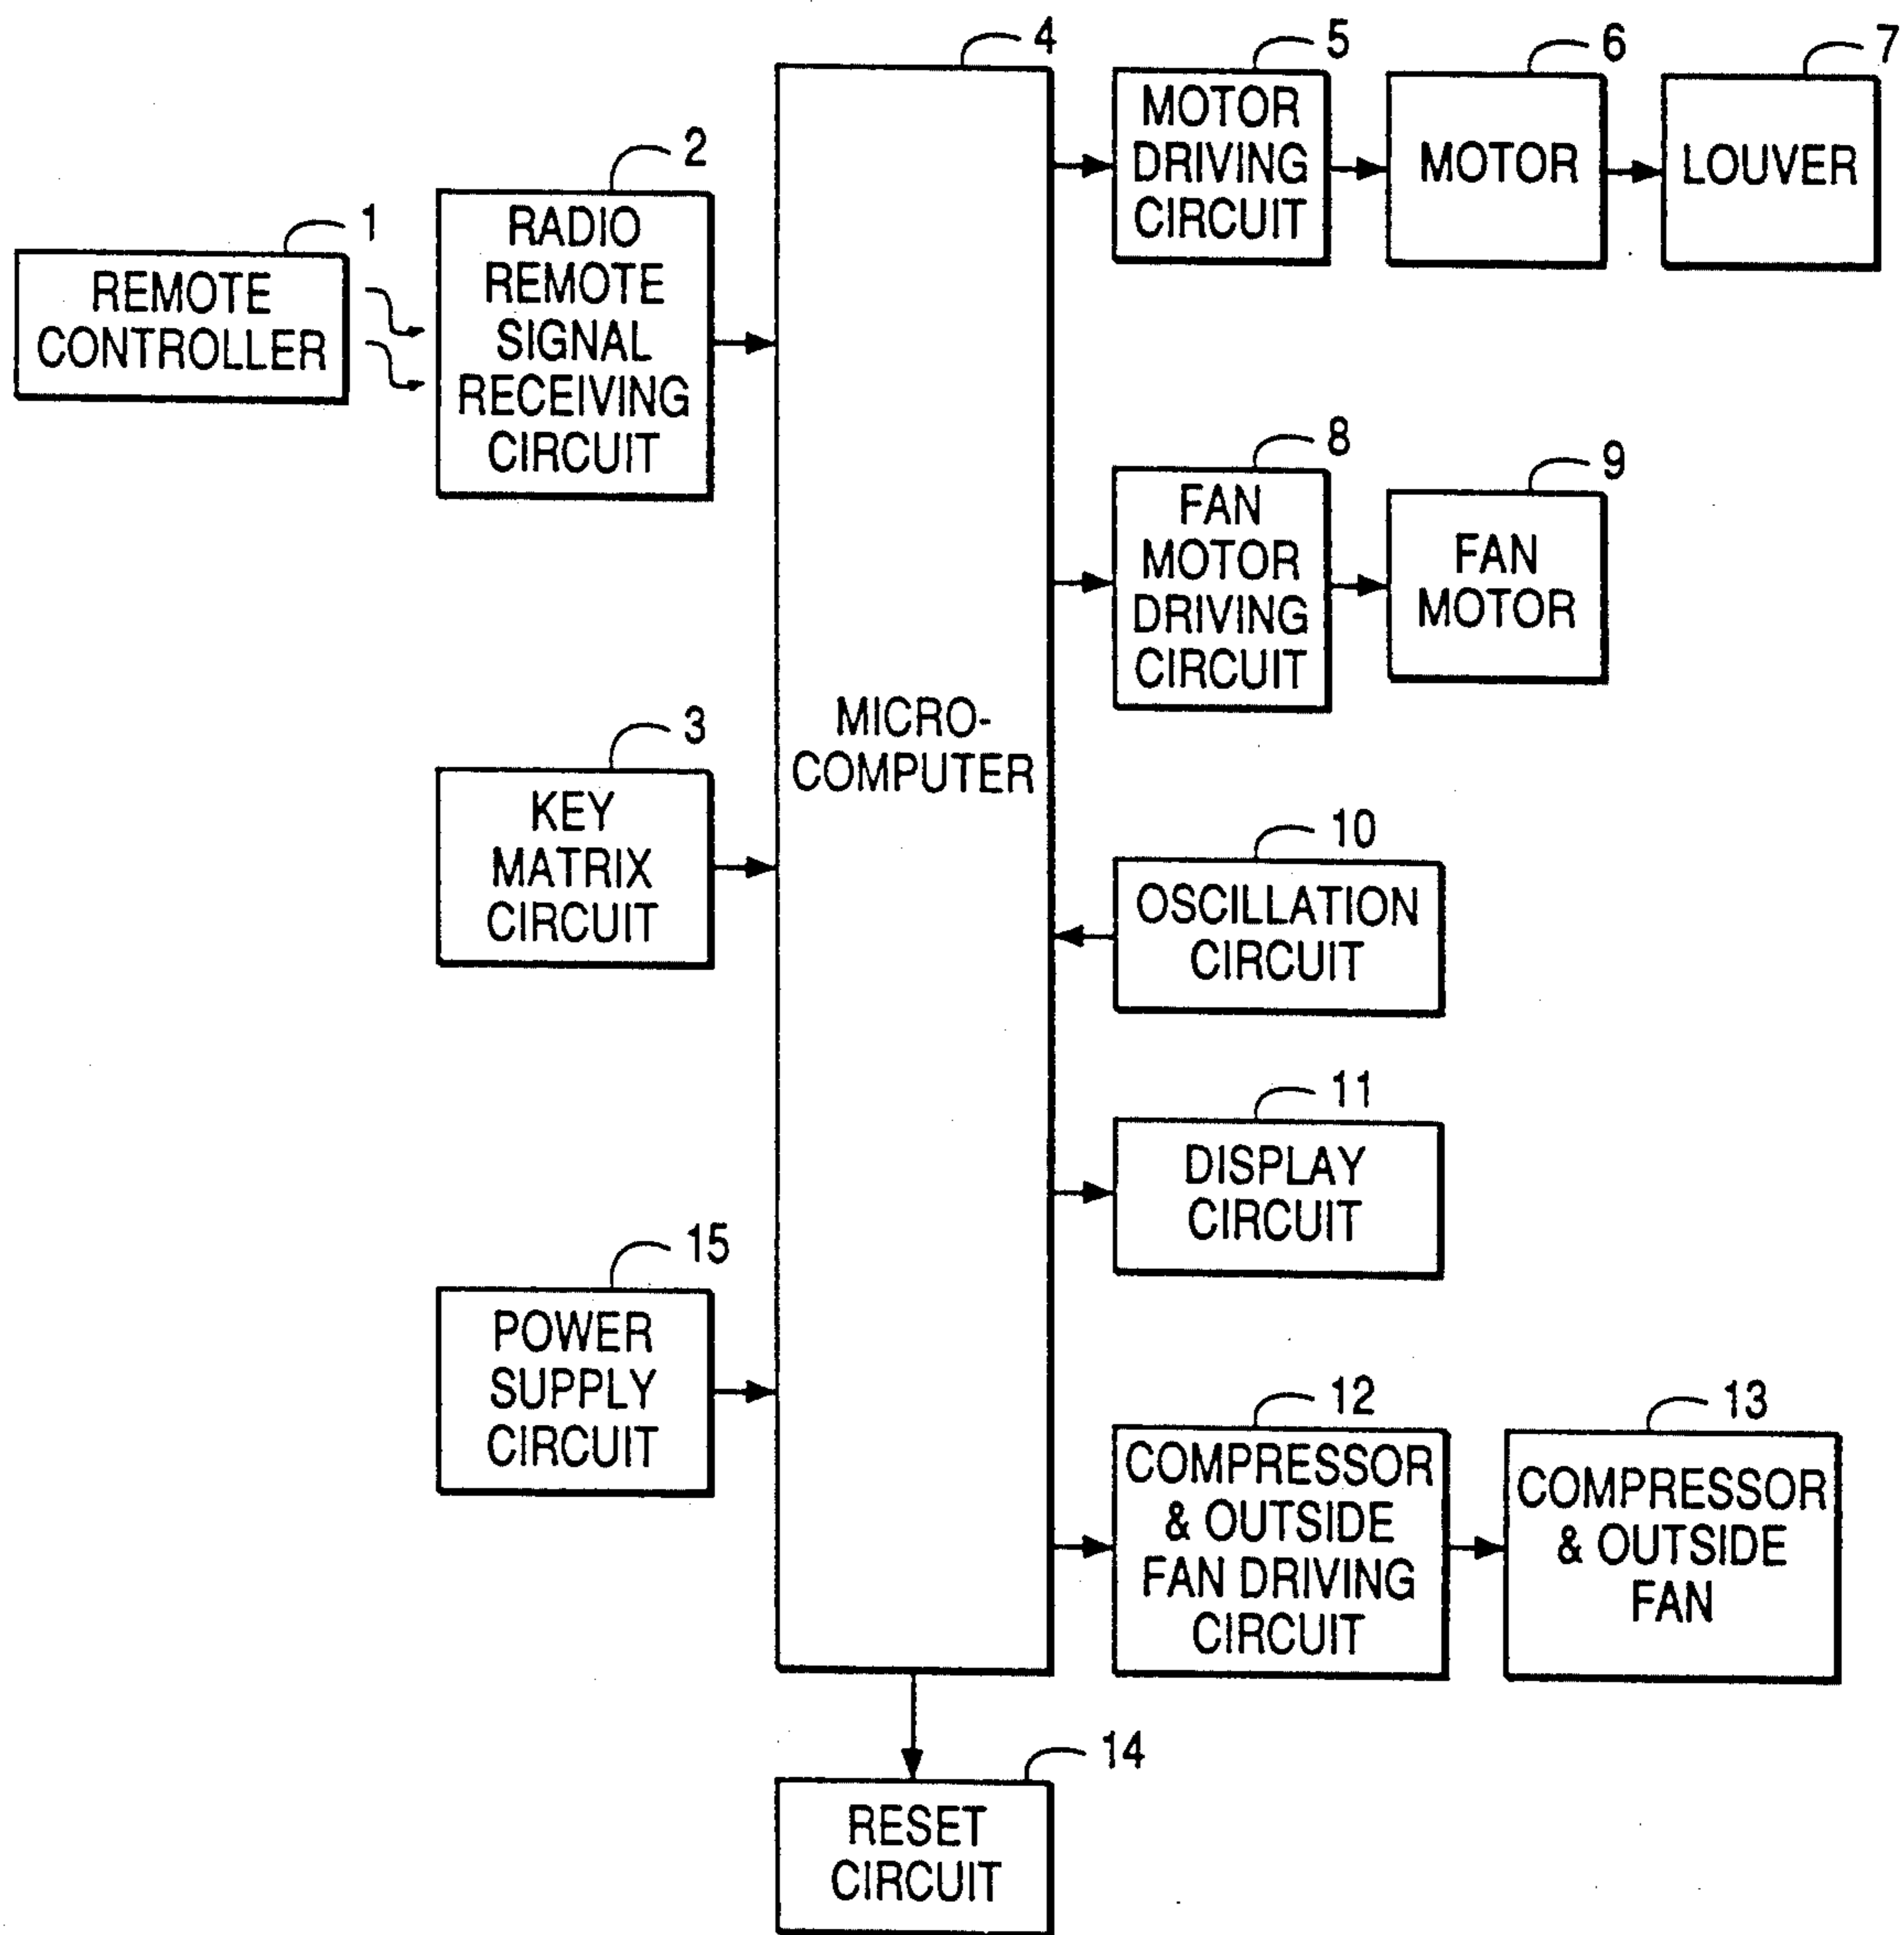 4
5
6
7
2
1
MOTOR
DRIVING
CIRCUIT
MOTOR
LOUVER
RADIO
REMOTE
SIGNAL
RECEIVING
CIRCUIT
REMOTE
CONTROLLER
8
9
FAN
MOTOR
DRIVING
CIRCUIT
FAN
MOTOR
MICRO-
COMPUTER
3
KEY
MATRIX
CIRCUIT
10
OSCILLATION
CIRCUIT
11
DISPLAY
CIRCUIT
15
POWER
SUPPLY
CIRCUIT
12
COMPRESSOR
& OUTSIDE
FAN DRIVING
CIRCUIT
13
COMPRESSOR
& OUTSIDE
FAN
14
RESET
CIRCUIT